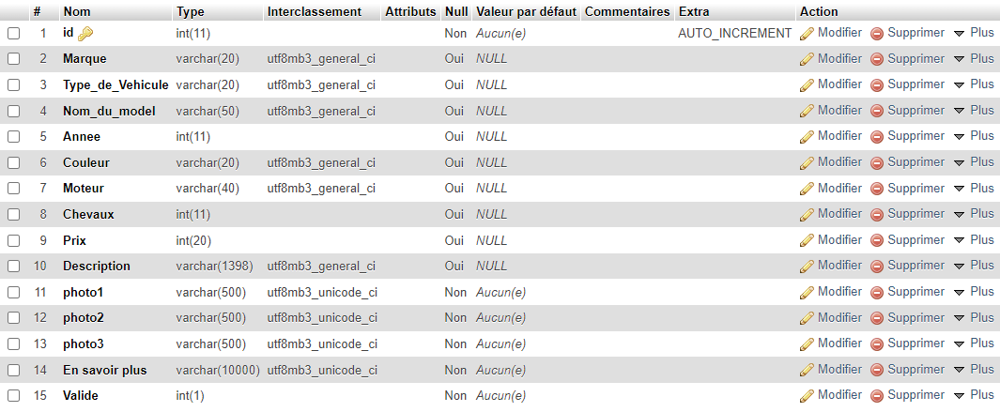 # Nom Type Interclassement Attributs Null Valeur par défaut Commentaires Extra Action
1 id int(11) Non Aucun(e) AUTO_INCREMENT Modifier Supprimer Plus
2 Marque varchar(20) utf8mb3_general_ci Oui NULL Modifier Supprimer Plus
3 Type_de_Vehicule varchar(20) utf8mb3_general_ci Oui NULL Modifier Supprimer Plus
4 Nom_du_model varchar(50) utf8mb3_general_ci Oui NULL Modifier Supprimer Plus
5 Annee int(11) Oui NULL Modifier Supprimer Plus
6 Couleur varchar(20) utf8mb3_general_ci Oui NULL Modifier Supprimer Plus
7 Moteur varchar(40) utf8mb3_general_ci Oui NULL Modifier Supprimer Plus
8 Chevaux int(11) Oui NULL Modifier Supprimer Plus
9 Prix int(20) Oui NULL Modifier Supprimer Plus
10 Description varchar(1398) utf8mb3_general_ci Oui NULL Modifier Supprimer Plus
11 photo1 varchar(500) utf8mb3_unicode_ci Non Aucun(e) Modifier Supprimer Plus
12 photo2 varchar(500) utf8mb3_unicode_ci Non Aucun(e) Modifier Supprimer Plus
13 photo3 varchar(500) utf8mb3_unicode_ci Non Aucun(e) Modifier Supprimer Plus
14 En savoir plus varchar(10000) utf8mb3_unicode_ci Non Aucun(e) Modifier Supprimer Plus
15 Valide int(1) Non Aucun(e) Modifier Supprimer Plus